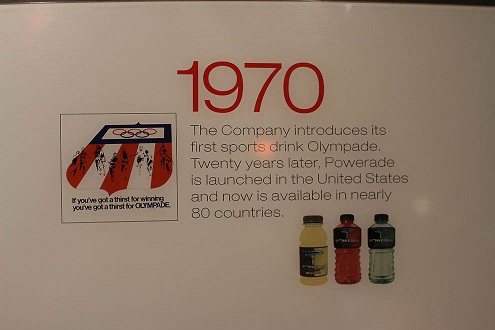 1970
The Company introduces its
first sports drink Olympade.
Twenty years later, Powerade
is launched in the United States
and now is available in nearly
80 countries.
If you've got a thirst for winning
you've got a thirst for OLYMPADE.